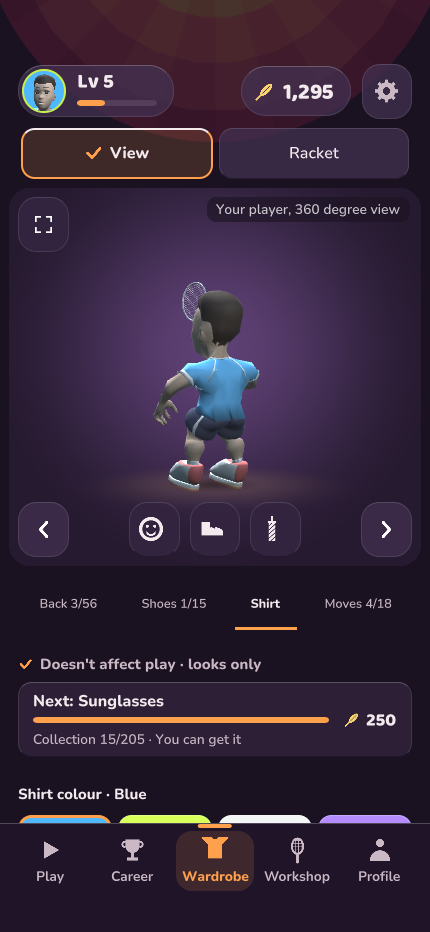 Lv 5
1,295
View
Racket
Your player, 360 degree view
Back 3/56
Shoes 1/15
Shirt
Moves 4/18
Doesn't affect play · looks only
Next: Sunglasses
250
Collection 15/205 · You can get it
Shirt colour · Blue
Play
Career
Wardrobe
Workshop
Profile